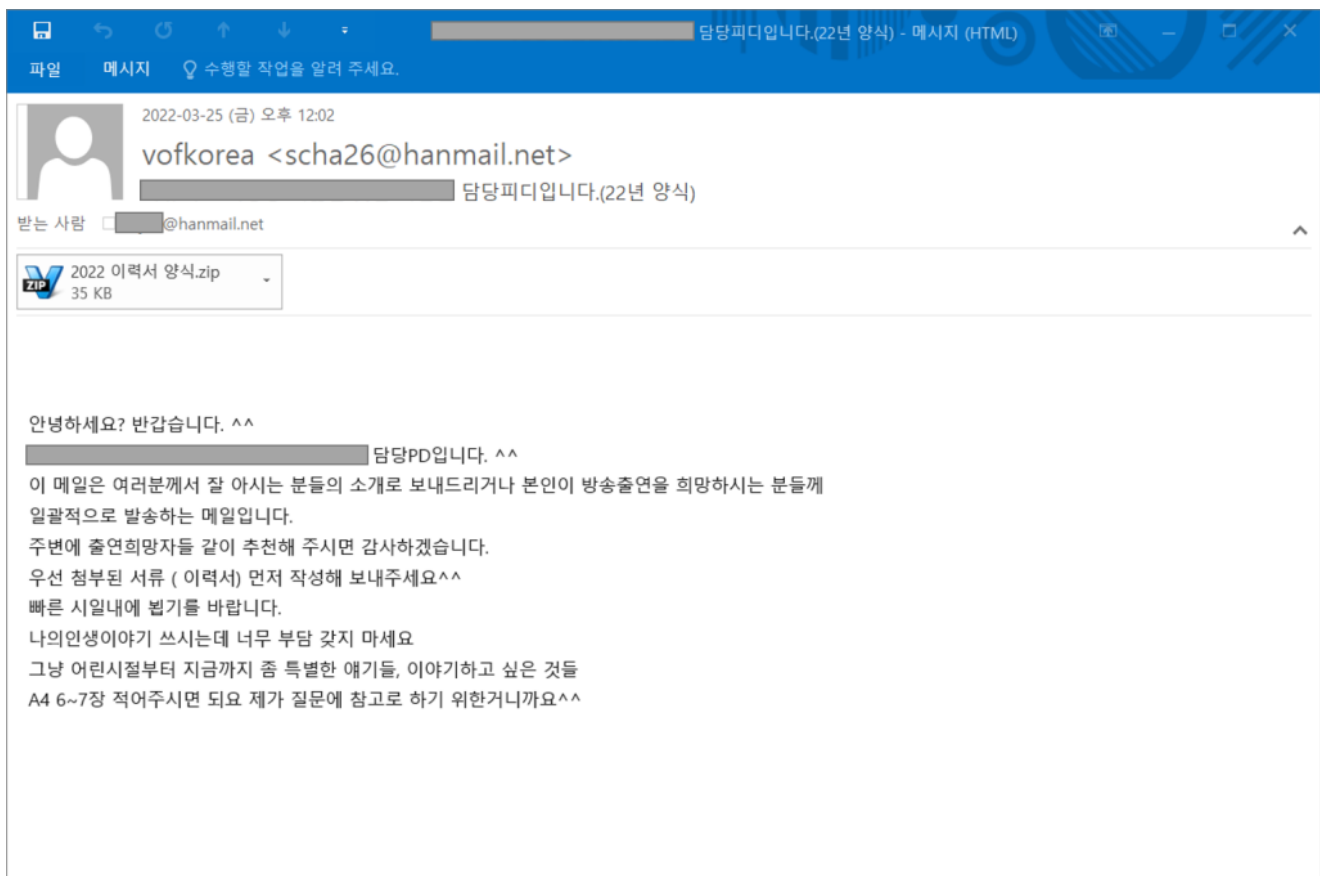 담당피디입니다.(22년 양식) - 메시지 (HTML)
파일 메시지 수행할 작업을 알려 주세요.
2022-03-25 (금) 오후 12:02
vofkorea <scha26@hanmail.net>
담당피디입니다.(22년 양식)
받는 사람 @hanmail.net
ZIP
2022 이력서 양식.zip
35 KB
안녕하세요? 반갑습니다. ^^
담당PD입니다. ^^
이 메일은 여러분께서 잘 아시는 분들의 소개로 보내드리거나 본인이 방송출연을 희망하시는 분들께
일괄적으로 발송하는 메일입니다.
주변에 출연희망자들 같이 추천해 주시면 감사하겠습니다.
우선 첨부된 서류 ( 이력서) 먼저 작성해 보내주세요^^
빠른 시일내에 뵙기를 바랍니다.
나의인생이야기 쓰시는데 너무 부담 갖지 마세요
그냥 어린시절부터 지금까지 좀 특별한 얘기들, 이야기하고 싶은 것들
A4 6~7장 적어주시면 되요 제가 질문에 참고로 하기 위한거니까요^^